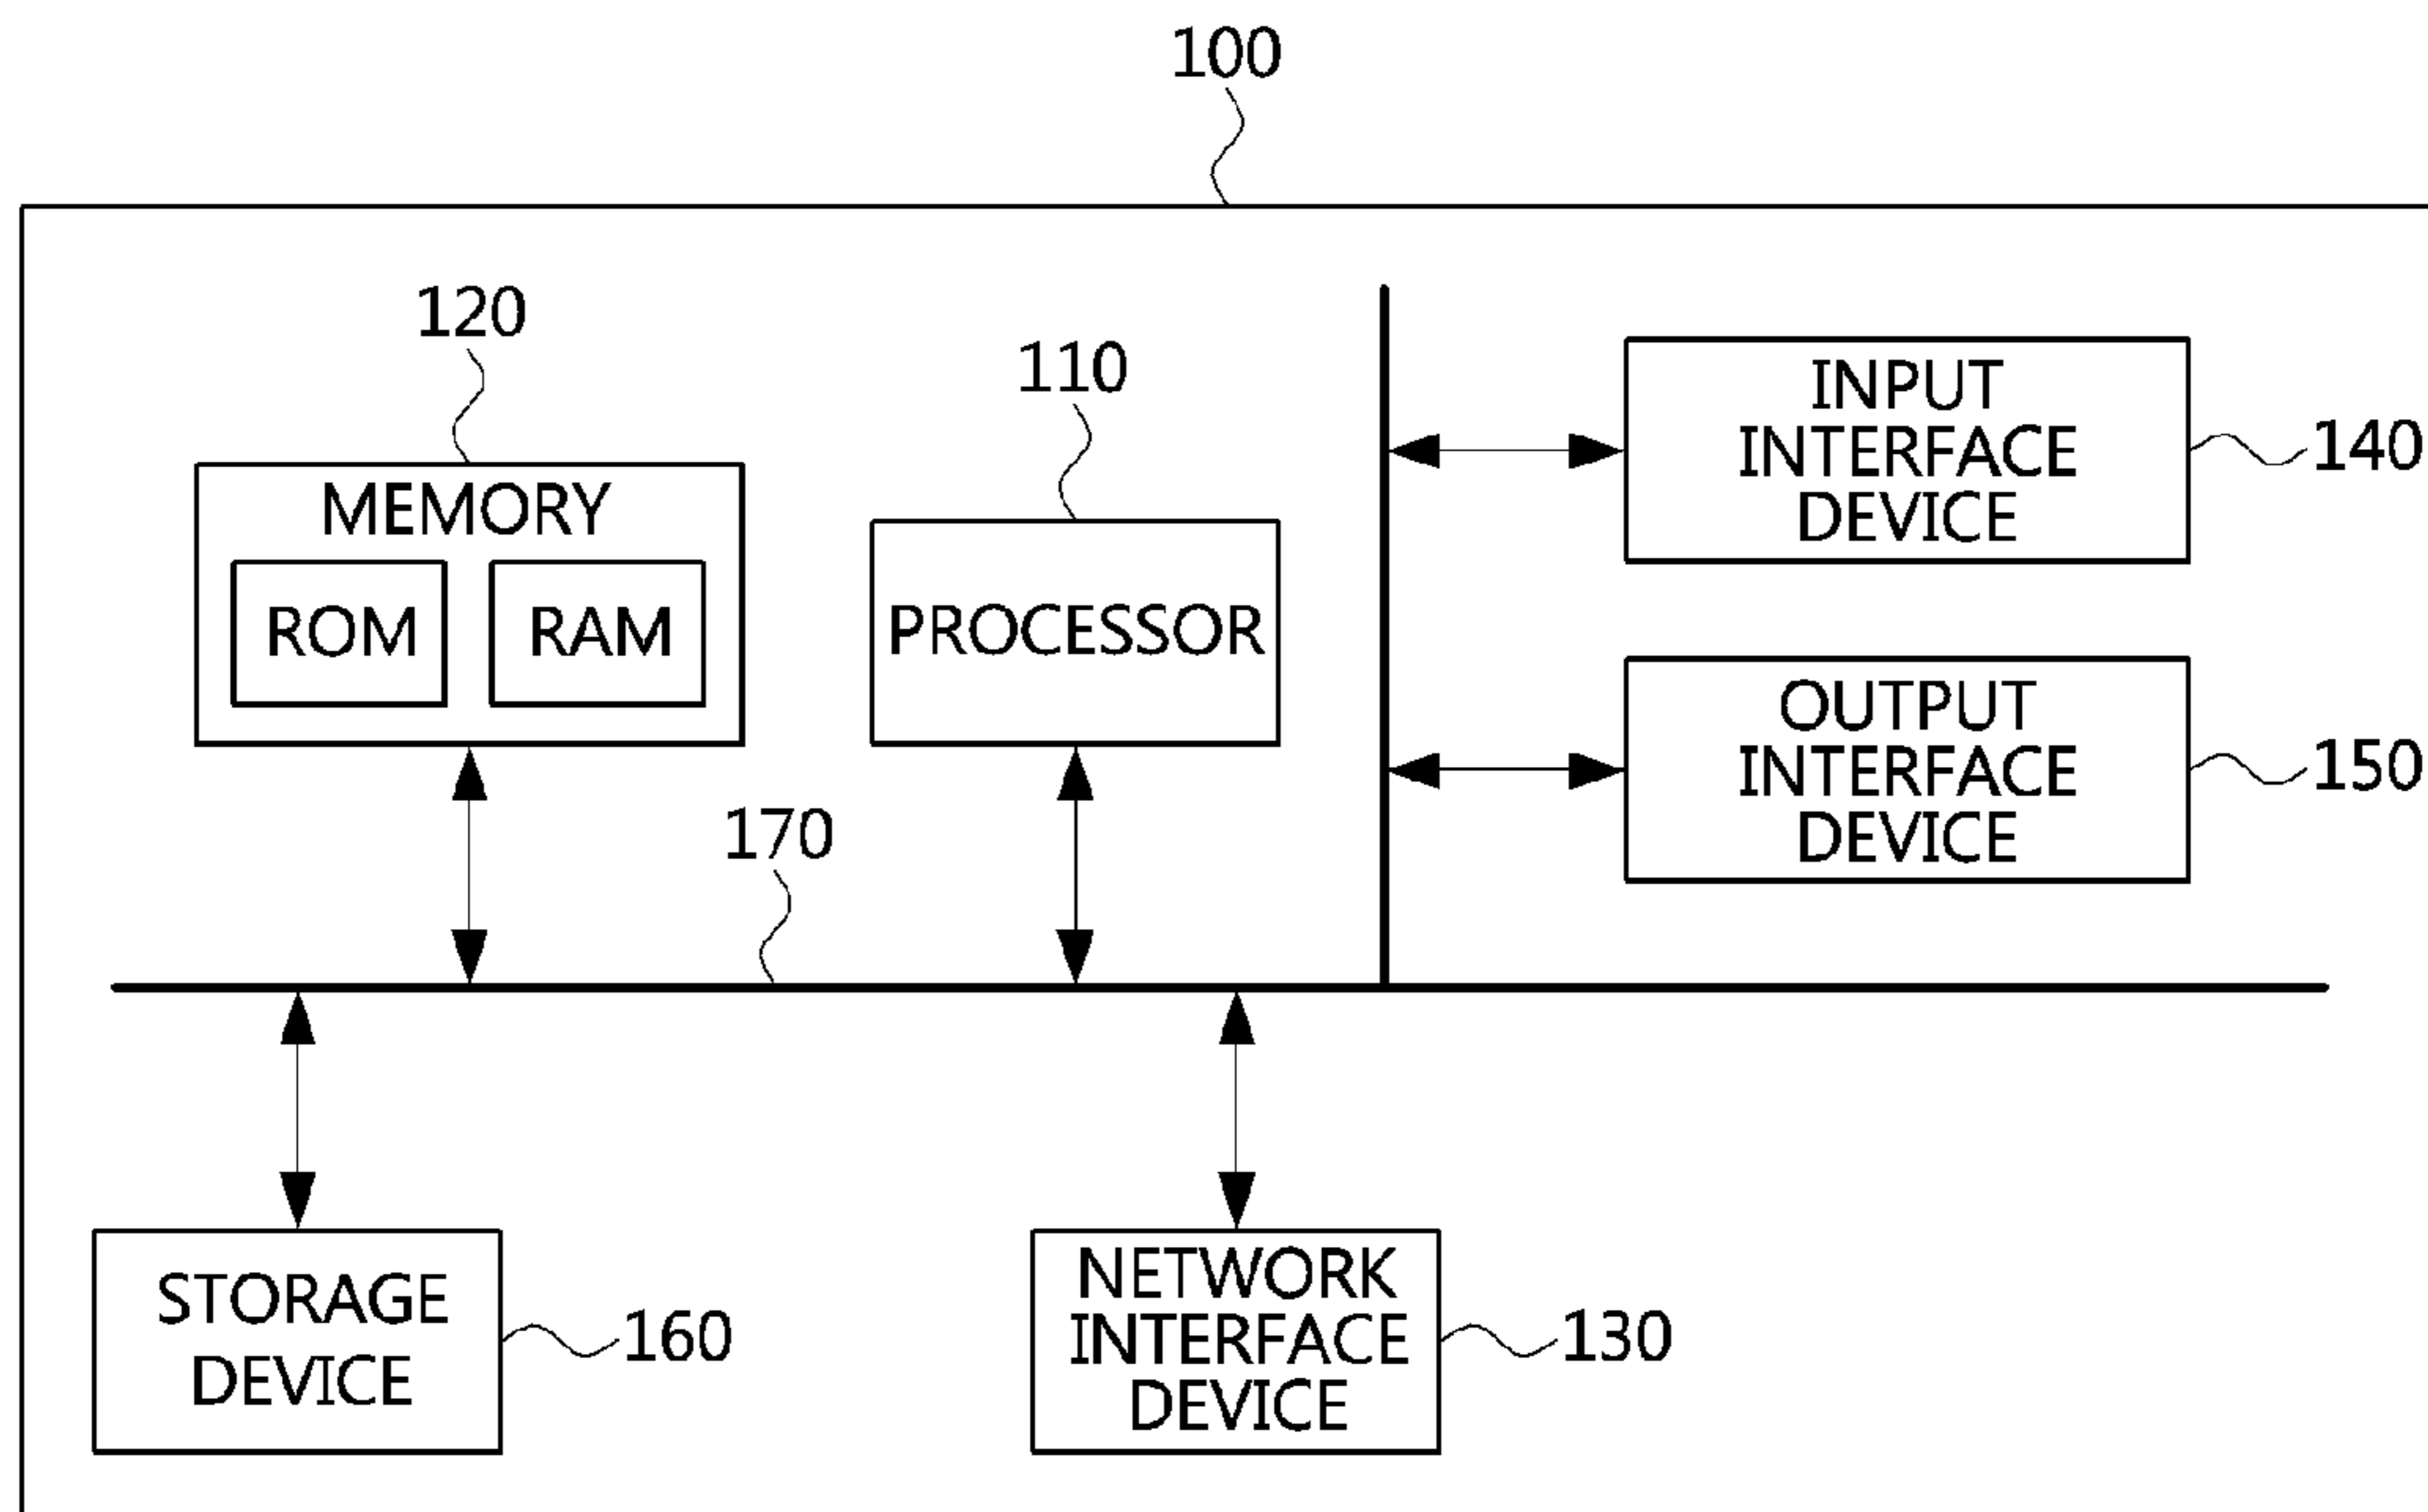 100
120
110
MEMORY
ROM
RAM
PROCESSOR
INPUT
INTERFACE
DEVICE
140
OUTPUT
INTERFACE
DEVICE
150
170
STORAGE
DEVICE
160
NETWORK
INTERFACE
DEVICE
130